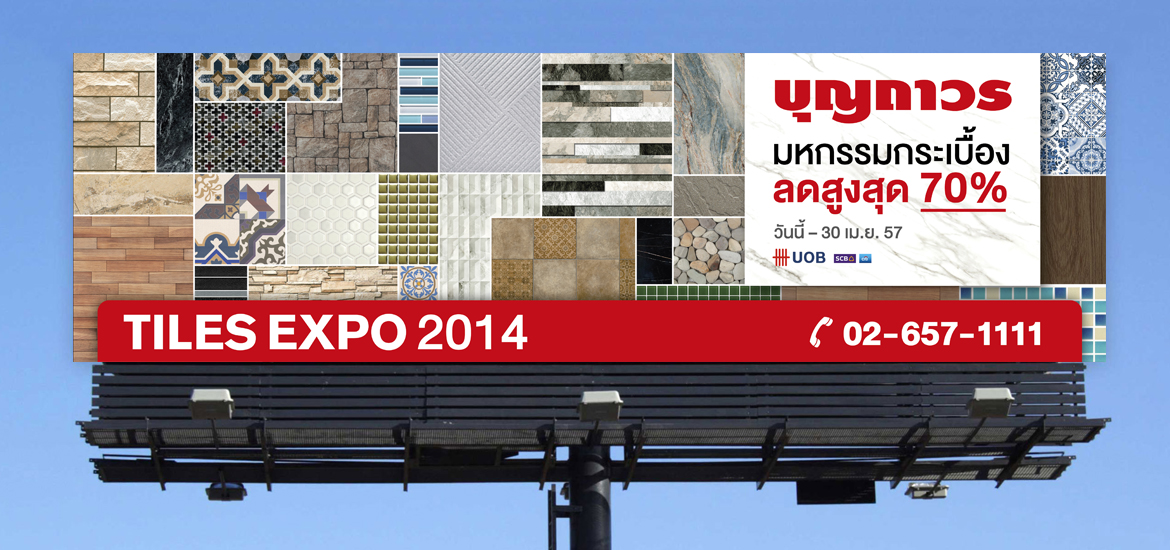 บุญถาวร
มหกรรมกระเบื้อง
ลดสูงสุด 70%
วันนี้ – 30 เม.ย. 57
UOB SCB
TILES EXPO 2014 02-657-1111